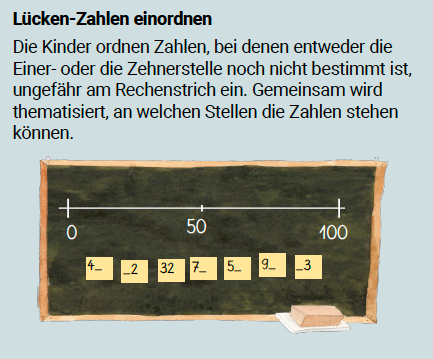 Lücken-Zahlen einordnen
Die Kinder ordnen Zahlen, bei denen entweder die
Einer- oder die Zehnerstelle noch nicht bestimmt ist,
ungefähr am Rechenstrich ein. Gemeinsam wird
thematisiert, an welchen Stellen die Zahlen stehen
können.
0 50 100
4_ _2 32 7_ 5_ 9_ _3